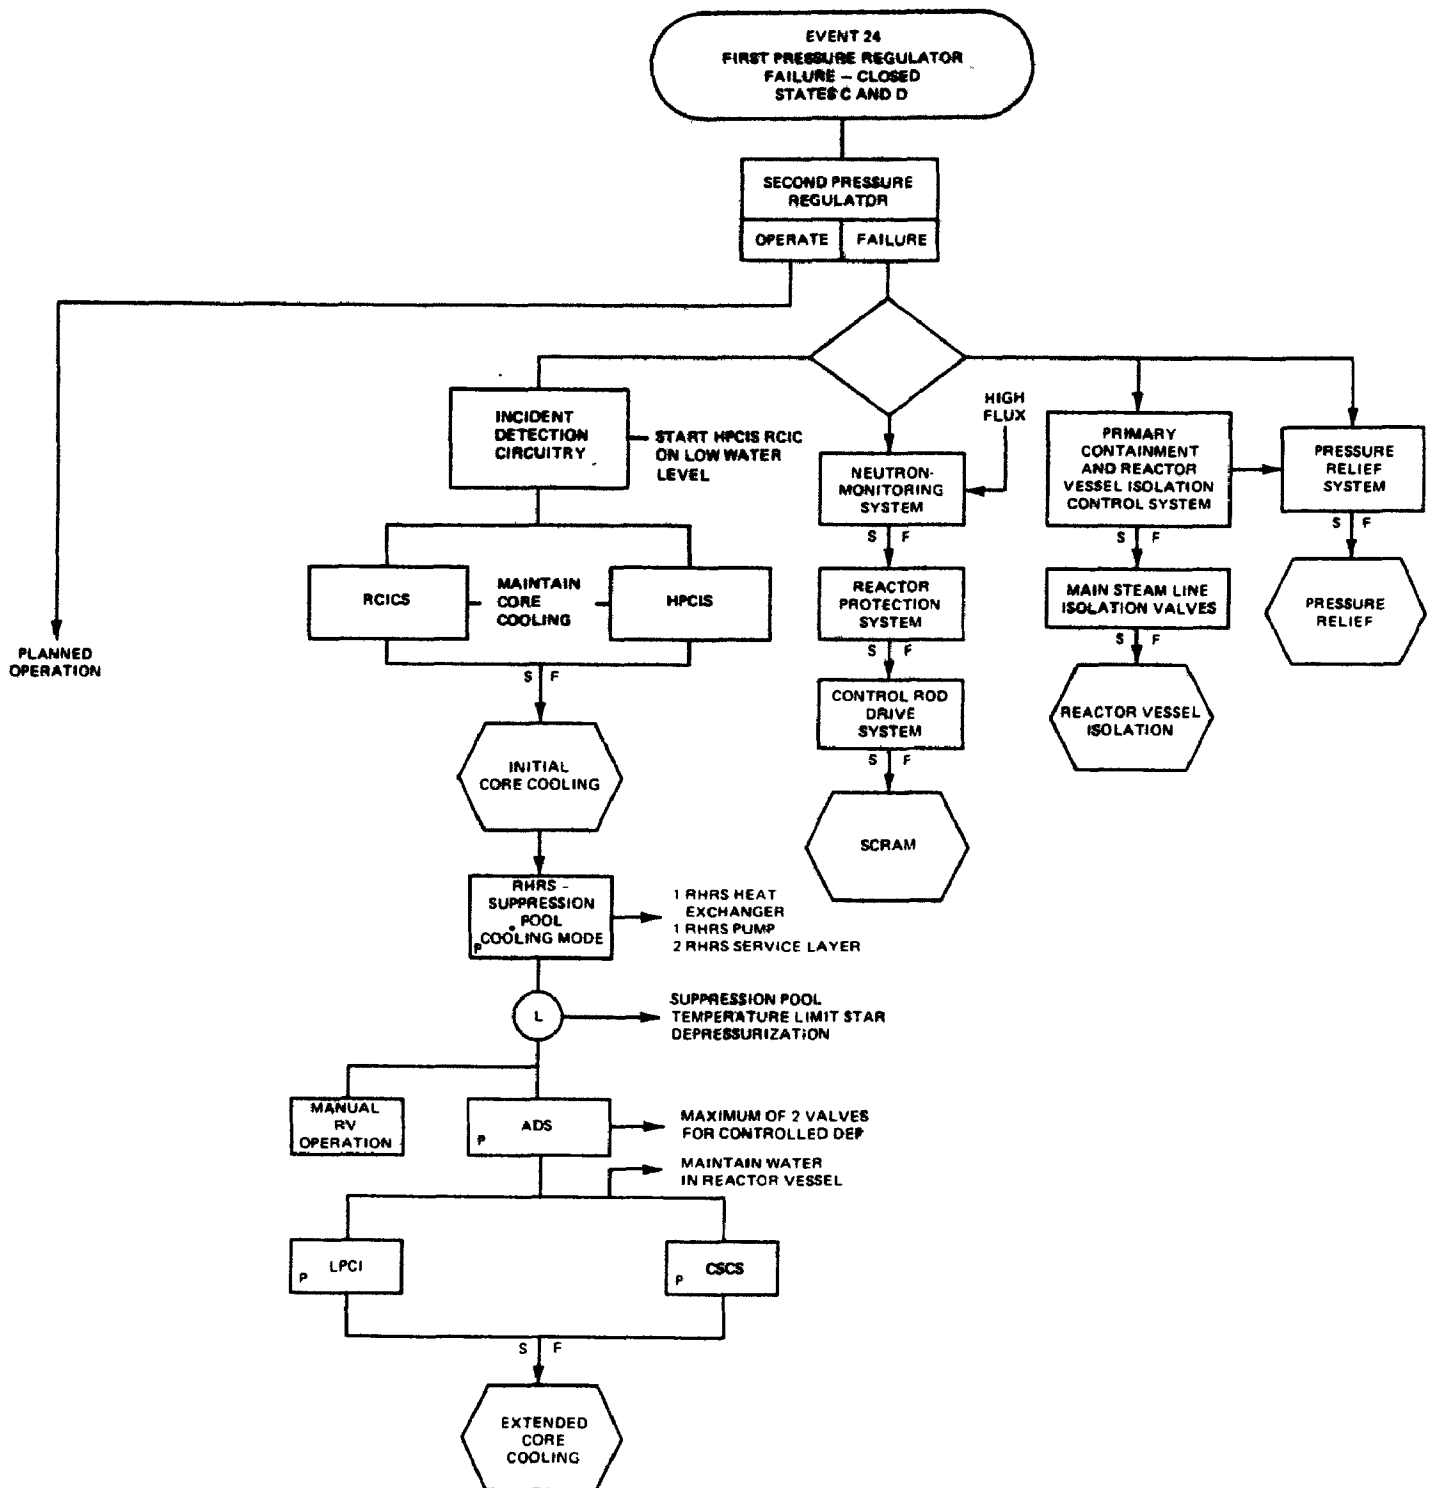 EVENT 24
FIRST PRESSURE REGULATOR
FAILURE – CLOSED
STATES C AND D
SECOND PRESSURE
REGULATOR
OPERATE
FAILURE
HIGH
FLUX
INCIDENT
DETECTION
CIRCUITRY
START HPCIS RCIC
ON LOW WATER
LEVEL
NEUTRON-
MONITORING
SYSTEM
PRIMARY
CONTAINMENT
AND REACTOR
VESSEL ISOLATION
CONTROL SYSTEM
PRESSURE
RELIEF
SYSTEM
S F
S F
S F
RCICS
MAINTAIN
CORE
COOLING
HPCIS
REACTOR
PROTECTION
SYSTEM
MAIN STEAM LINE
ISOLATION VALVES
PRESSURE
RELIEF
PLANNED
OPERATION
S F
S F
S F
CONTROL ROD
DRIVE
SYSTEM
REACTOR VESSEL
ISOLATION
INITIAL
CORE COOLING
S F
SCRAM
RHRS –
SUPPRESSION
POOL
COOLING MODE
P
1 RHRS HEAT
EXCHANGER
1 RHRS PUMP
2 RHRS SERVICE LAYER
L
SUPPRESSION POOL
TEMPERATURE LIMIT STAR
DEPRESSURIZATION
MANUAL
RV
OPERATION
ADS
P
MAXIMUM OF 2 VALVES
FOR CONTROLLED DEP
MAINTAIN WATER
IN REACTOR VESSEL
LPCI
P
CSCS
P
S F
EXTENDED
CORE
COOLING